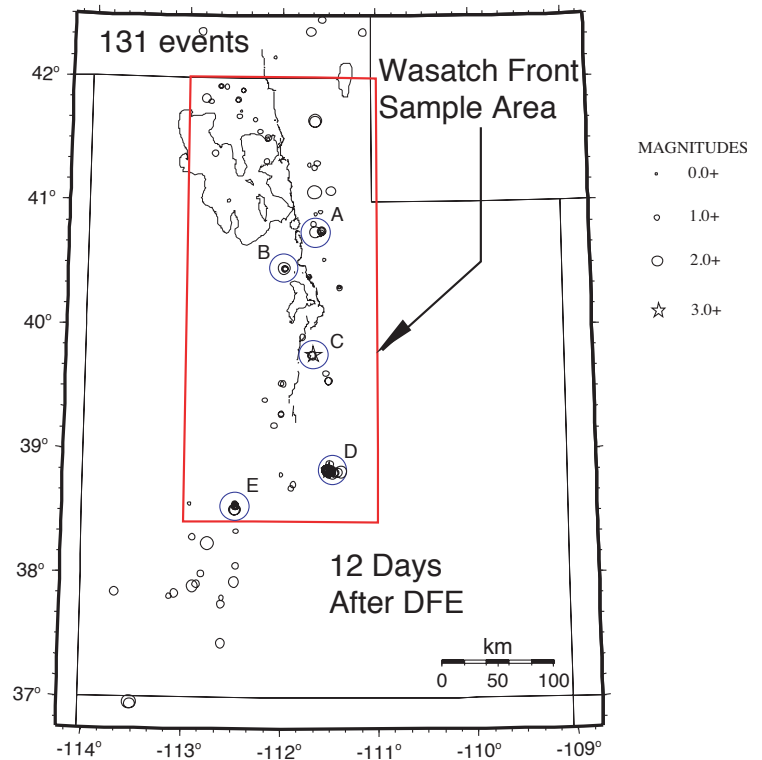 131 events
Wasatch Front
Sample Area
MAGNITUDES
0.0+
1.0+
2.0+
3.0+
A
B
C
D
E
12 Days
After DFE
km
0 50 100
42°
41°
40°
39°
38°
37°
-114° -113° -112° -111° -110° -109°